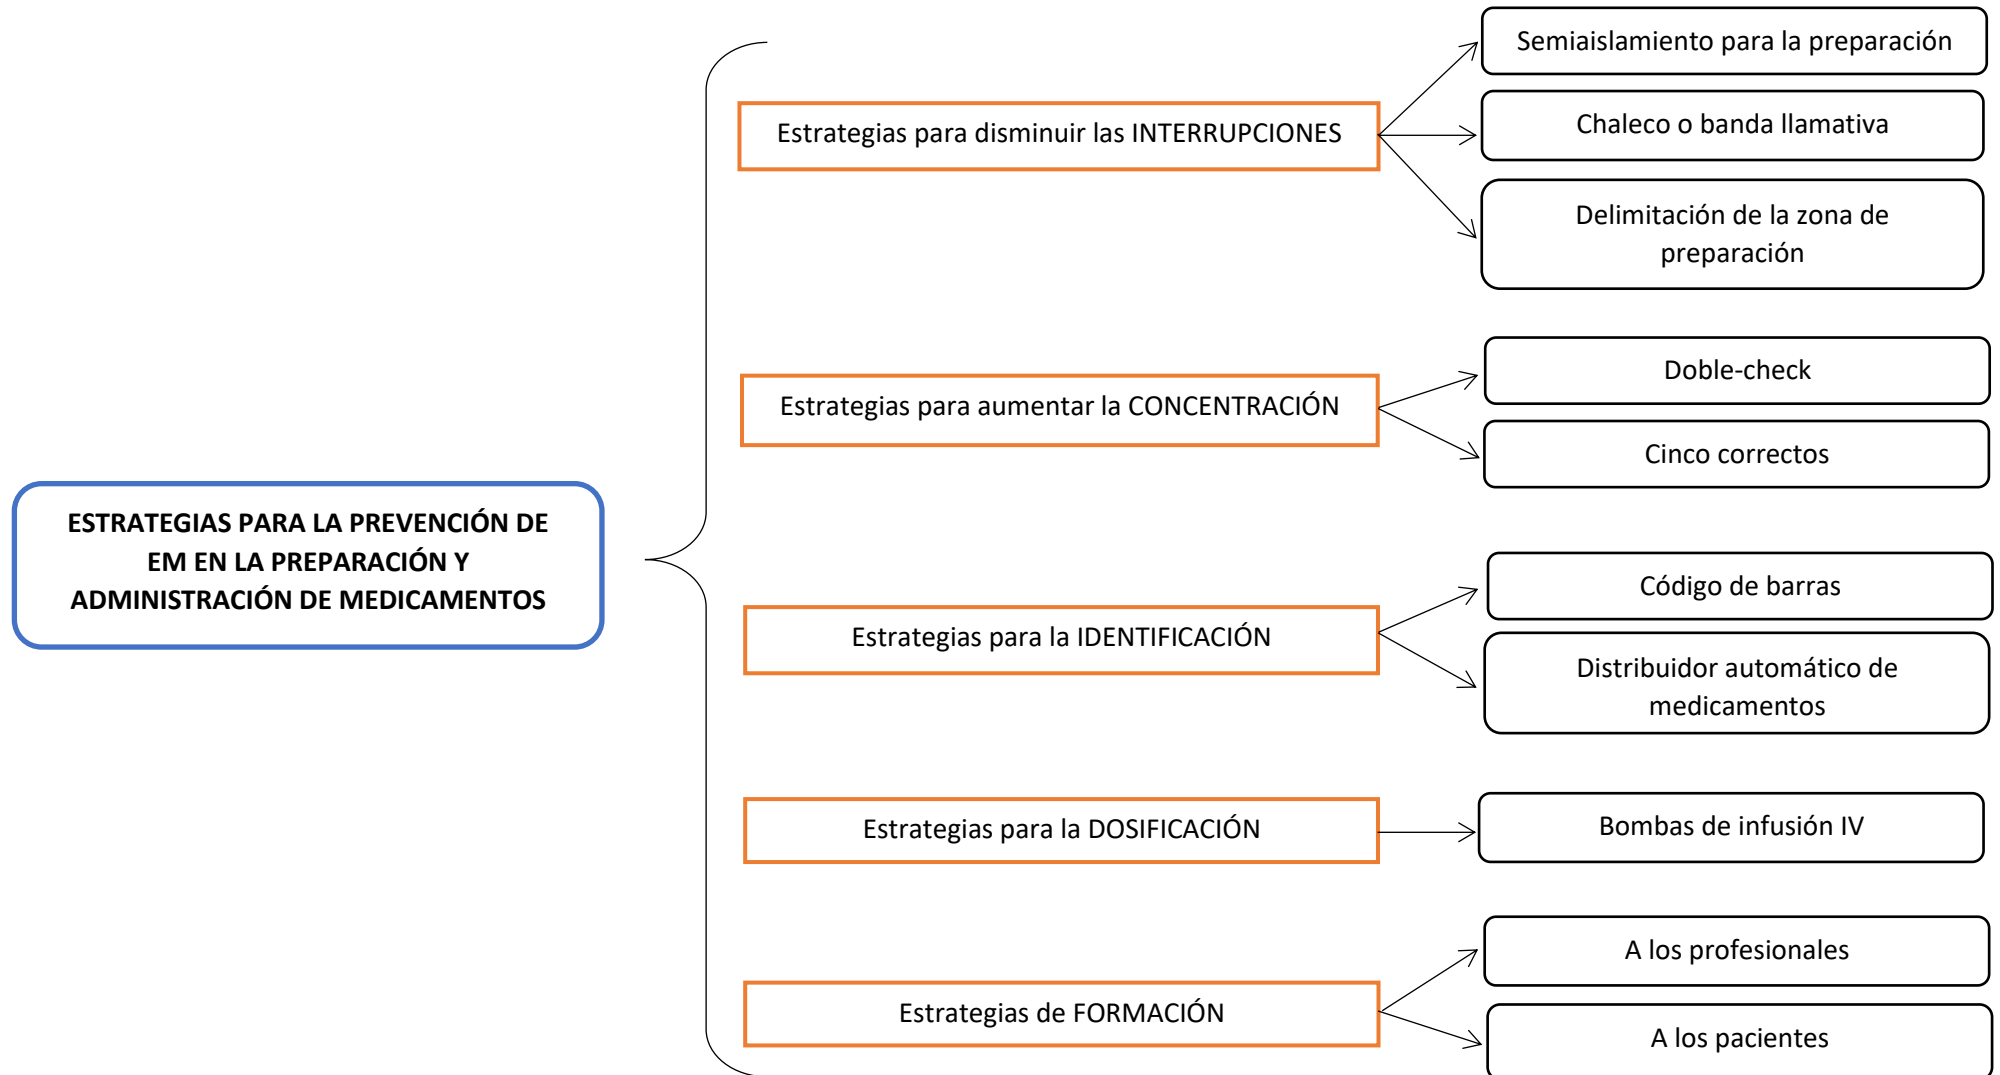 ESTRATEGIAS PARA LA PREVENCIÓN DE
EM EN LA PREPARACIÓN Y
ADMINISTRACIÓN DE MEDICAMENTOS
Estrategias para disminuir las INTERRUPCIONES
Semiaislamiento para la preparación
Chaleco o banda llamativa
Delimitación de la zona de
preparación
Estrategias para aumentar la CONCENTRACIÓN
Doble-check
Cinco correctos
Estrategias para la IDENTIFICACIÓN
Código de barras
Distribuidor automático de
medicamentos
Estrategias para la DOSIFICACIÓN
Bombas de infusión IV
Estrategias de FORMACIÓN
A los profesionales
A los pacientes